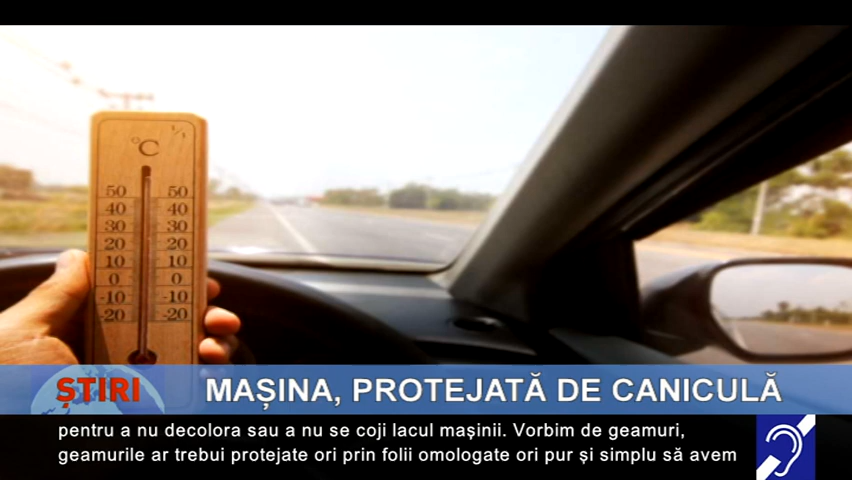 °C 1/1
50 50
40 40
30 30
20 20
10 10
0 0
-10 -10
-20 -20
ȘTIRI MAȘINA, PROTEJATĂ DE CANICULĂ
pentru a nu decolora sau a nu se coji lacul mașinii. Vorbim de geamuri,
geamurile ar trebui protejate ori prin folii omologate ori pur și simplu să avem